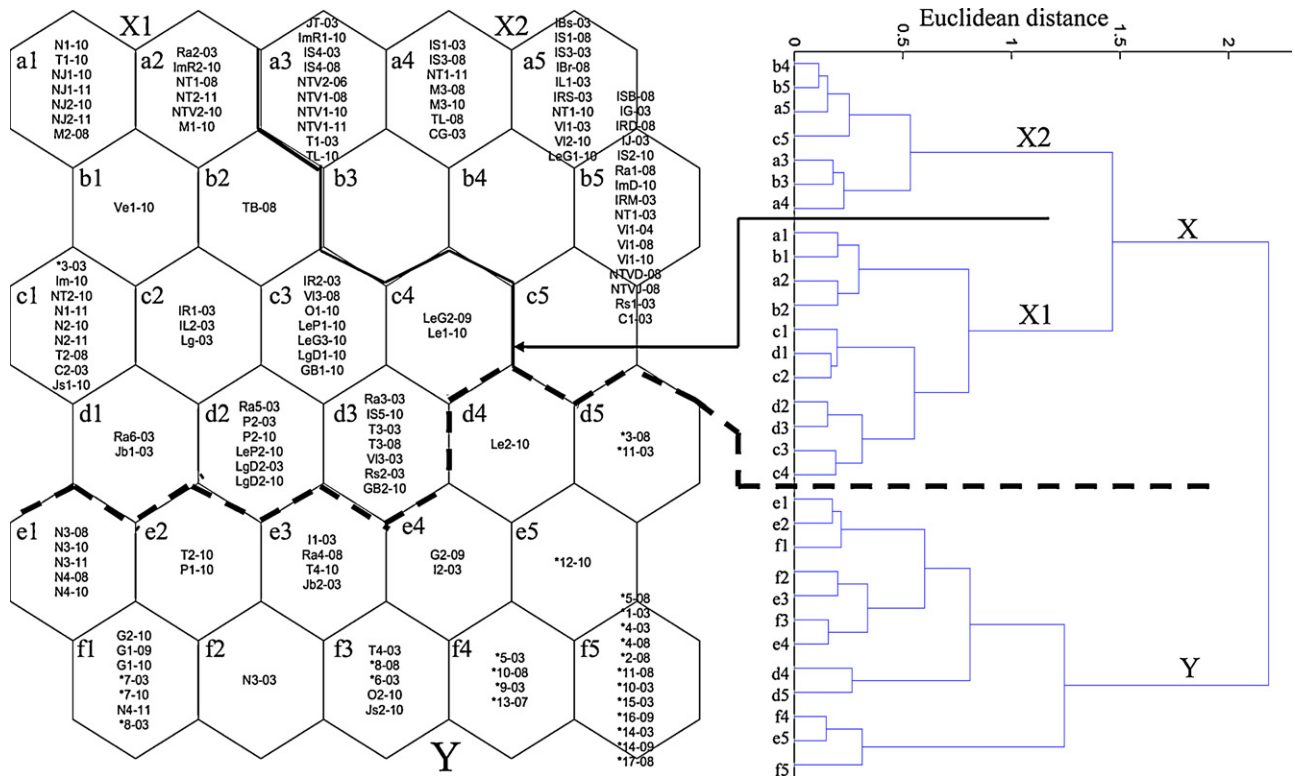 X1
X2
a1
N1-10
T1-10
NJ1-10
NJ1-11
NJ2-10
NJ2-11
M2-08
a2
Ra2-03
ImR2-10
NT1-08
NT2-11
NTV2-10
M1-10
a3
JT-03
ImR1-10
IS4-03
IS4-08
NTV2-06
NTV1-08
NTV1-10
NTV1-11
T1-03
TL-10
a4
IS1-03
IS3-08
NT1-11
M3-08
M3-10
TL-08
CG-03
a5
IBs-03
IS1-08
IS3-03
IBr-08
IL1-03
IRS-03
NT1-10
VI1-03
VI2-10
LeG1-10
b1
Ve1-10
b2
TB-08
b3
b4
b5
ISB-08
IG-03
IRD-08
IJ-03
IS2-10
Ra1-08
ImD-10
IRM-03
NT1-03
VI1-04
VI1-08
VI1-10
NTVD-08
NTVJ-08
Rs1-03
C1-03
c1
*3-03
Im-10
NT2-10
N1-11
N2-10
N2-11
T2-08
C2-03
Js1-10
c2
IR1-03
IL2-03
Lg-03
c3
IR2-03
VI3-08
O1-10
LeP1-10
LeG3-10
LgD1-10
GB1-10
c4
LeG2-09
Le1-10
c5
d1
Ra6-03
Jb1-03
d2
Ra5-03
P2-03
P2-10
LeP2-10
LgD2-03
LgD2-10
d3
Ra3-03
IS5-10
T3-03
T3-08
VI3-03
Rs2-03
GB2-10
d4
Le2-10
d5
*3-08
*11-03
e1
N3-08
N3-10
N3-11
N4-08
N4-10
e2
T2-10
P1-10
e3
I1-03
Ra4-08
T4-10
Jb2-03
e4
G2-09
I2-03
e5
*12-10
f1
G2-10
G1-09
G1-10
*7-03
*7-10
N4-11
*8-03
f2
N3-03
f3
T4-03
*8-08
*6-03
O2-10
Js2-10
f4
*5-03
*10-08
*9-03
*13-07
f5
*5-08
*1-03
*4-03
*4-08
*2-08
*11-08
*10-03
*15-03
*16-09
*14-03
*14-09
*17-08
Y
Euclidean distance
0 0.5 1 1.5 2
b4
b5
a5
c5
a3
b3
a4
a1
b1
a2
b2
c1
d1
c2
d2
d3
c3
c4
e1
e2
f1
f2
e3
f3
e4
d4
d5
f4
e5
f5
X2
X
X1
Y